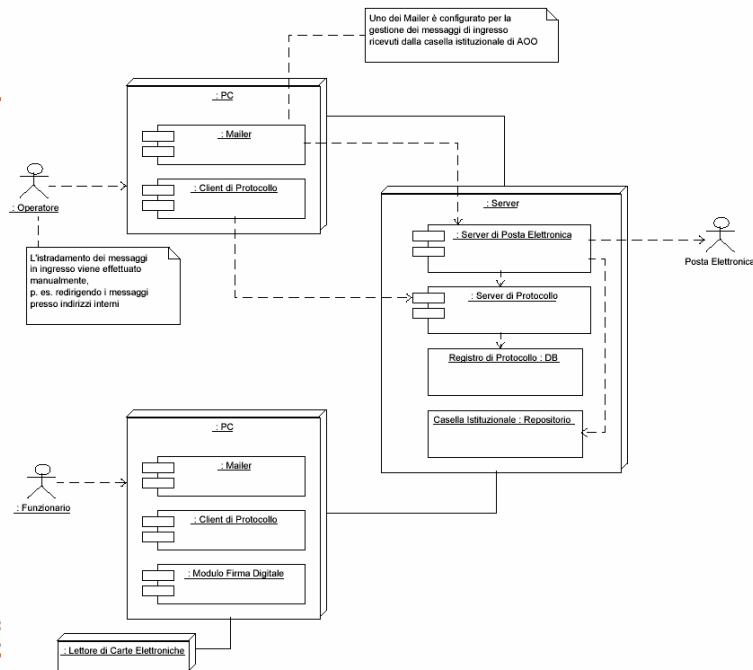 Uno dei Mailer è configurato per la
gestione dei messaggi di ingresso
ricevuti dalla casella istituzionale di AOO
: PC
: Mailer
: Client di Protocollo
: Operatore
L'istradamento dei messaggi
in ingresso viene effettuato
manualmente,
p. es. redirigendo i messaggi
presso indirizzi interni
: Server
: Server di Posta Elettronica
: Server di Protocollo
Registro di Protocollo : DB
Casella Istituzionale : Repositorio
Posta Elettronica
: PC
: Mailer
: Client di Protocollo
: Modulo Firma Digitale
: Funzionario
: Lettore di Carte Elettroniche